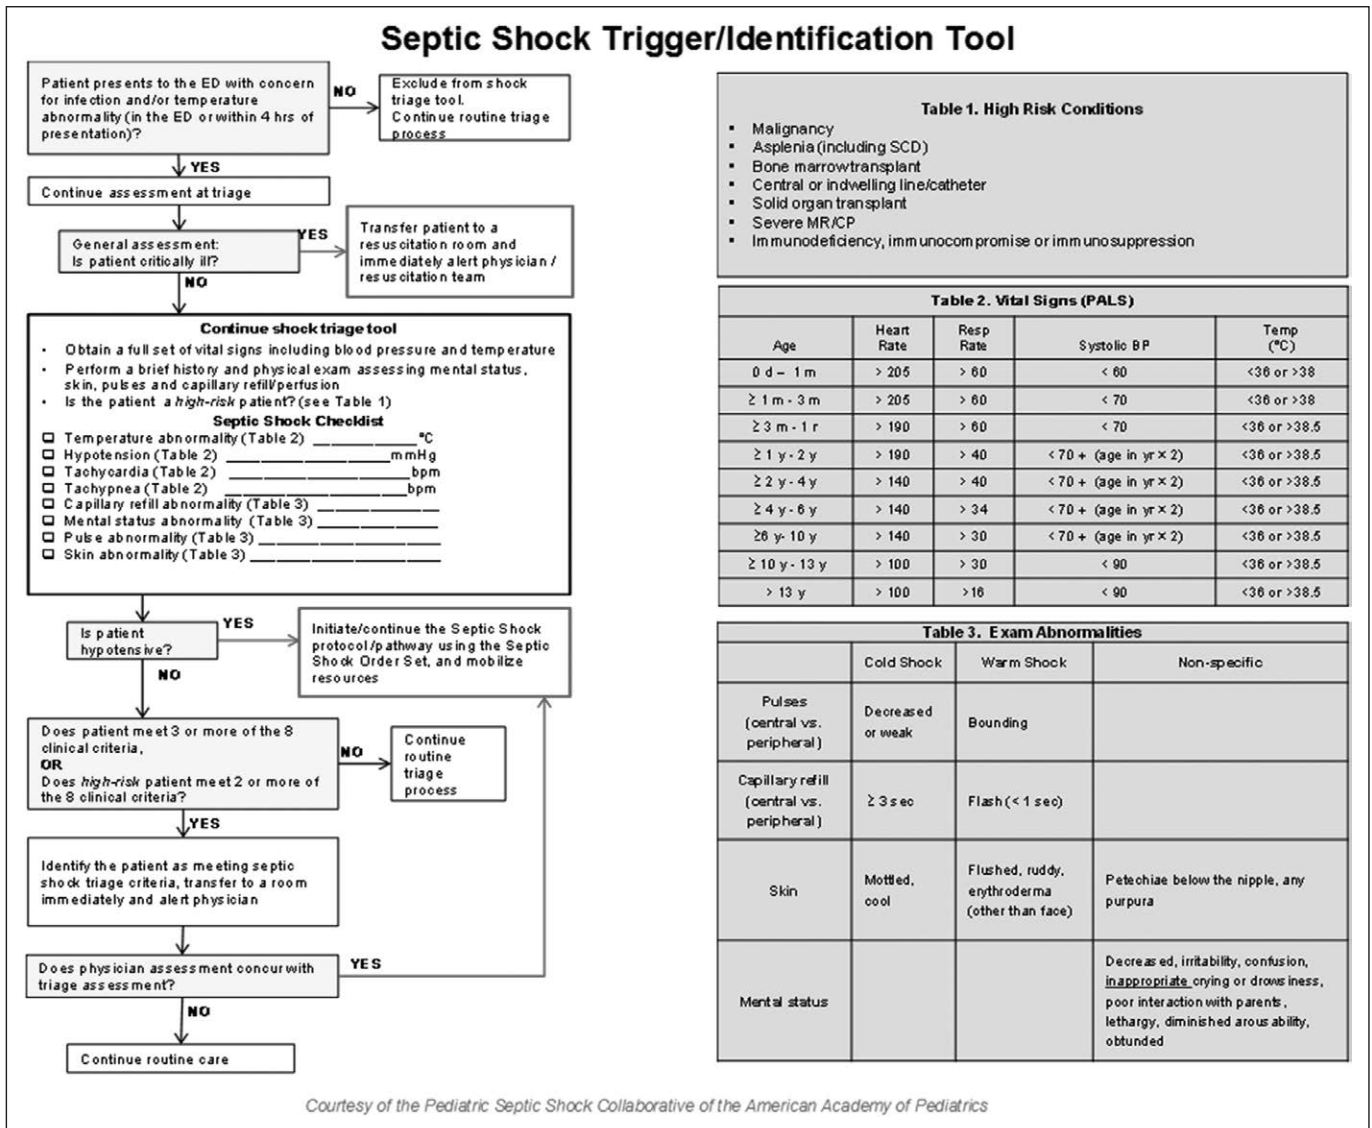 Septic Shock Trigger/Identification Tool
Patient presents to the ED with concern
for infection and/or temperature
abnormality (in the ED or within 4 hrs of
presentation)?
NO
Exclude from shock
triage tool.
Continue routine triage
process
YES
Continue assessment at triage
General assessment:
Is patient critically ill?
YES
Transfer patient to a
resuscitation room and
immediately alert physician /
resuscitation team
NO
Continue shock triage tool
• Obtain a full set of vital signs including blood pressure and temperature
• Perform a brief history and physical exam assessing mental status,
skin, pulses and capillary refill/perfusion
• Is the patient a high-risk patient? (see Table 1)
Septic Shock Checklist
❑ Temperature abnormality (Table 2) ____________ °C
❑ Hypotension (Table 2) ____________ mmHg
❑ Tachycardia (Table 2) ____________ bpm
❑ Tachypnea (Table 2) ____________ bpm
❑ Capillary refill abnormality (Table 3) ____________
❑ Mental status abnormality (Table 3) ____________
❑ Pulse abnormality (Table 3) ____________
❑ Skin abnormality (Table 3) ____________
Is patient
hypotensive?
YES
Initiate/continue the Septic Shock
protocol/pathway using the Septic
Shock Order Set, and mobilize
resources
NO
Does patient meet 3 or more of the 8
clinical criteria,
OR
Does high-risk patient meet 2 or more of
the 8 clinical criteria?
NO
Continue
routine
triage
process
YES
Identify the patient as meeting septic
shock triage criteria, transfer to a room
immediately and alert physician
Does physician assessment concur with
triage assessment?
YES
NO
Continue routine care
Table 1. High Risk Conditions
▪ Malignancy
▪ Asplenia (including SCD)
▪ Bone marrow transplant
▪ Central or indwelling line/catheter
▪ Solid organ transplant
▪ Severe MR/CP
▪ Immunodeficiency, immunocompromise or immunosuppression
Table 2. Vital Signs (PALS)
Age Heart Rate Resp Rate Systolic BP Temp (°C)
0 d – 1 m > 205 > 60 < 60 <36 or >38
≥ 1 m - 3 m > 205 > 60 < 70 <36 or >38
≥ 3 m - 1 r > 190 > 60 < 70 <36 or >38.5
≥ 1 y - 2 y > 190 > 40 < 70 + (age in yr × 2) <36 or >38.5
≥ 2 y - 4 y > 140 > 40 < 70 + (age in yr × 2) <36 or >38.5
≥ 4 y - 6 y > 140 > 34 < 70 + (age in yr × 2) <36 or >38.5
≥6 y- 10 y > 140 > 30 < 70 + (age in yr × 2) <36 or >38.5
≥ 10 y - 13 y > 100 > 30 < 90 <36 or >38.5
> 13 y > 100 >16 < 90 <36 or >38.5
Table 3. Exam Abnormalities
Cold Shock Warm Shock Non-specific
Pulses
(central vs.
peripheral)
Decreased
or weak
Bounding
Capillary refill
(central vs.
peripheral)
≥ 3 sec
Flash (< 1 sec)
Skin
Mottled,
cool
Flushed, ruddy,
erythroderma
(other than face)
Petechiae below the nipple, any
purpura
Mental status
Decreased, irritability, confusion,
inappropriate crying or drowsiness,
poor interaction with parents,
lethargy, diminished arousability,
obtunded
Courtesy of the Pediatric Septic Shock Collaborative of the American Academy of Pediatrics